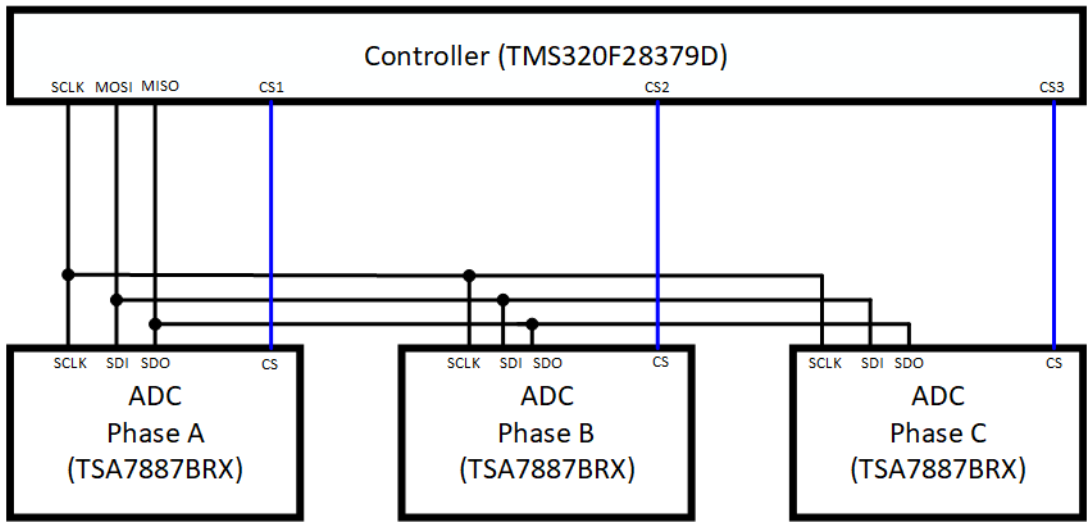 Controller (TMS320F28379D)
SCLK MOSI MISO CS1 CS2 CS3
SCLK SDI SDO CS SCLK SDI SDO CS SCLK SDI SDO CS
ADC
Phase A
(TSA7887BRX)
ADC
Phase B
(TSA7887BRX)
ADC
Phase C
(TSA7887BRX)